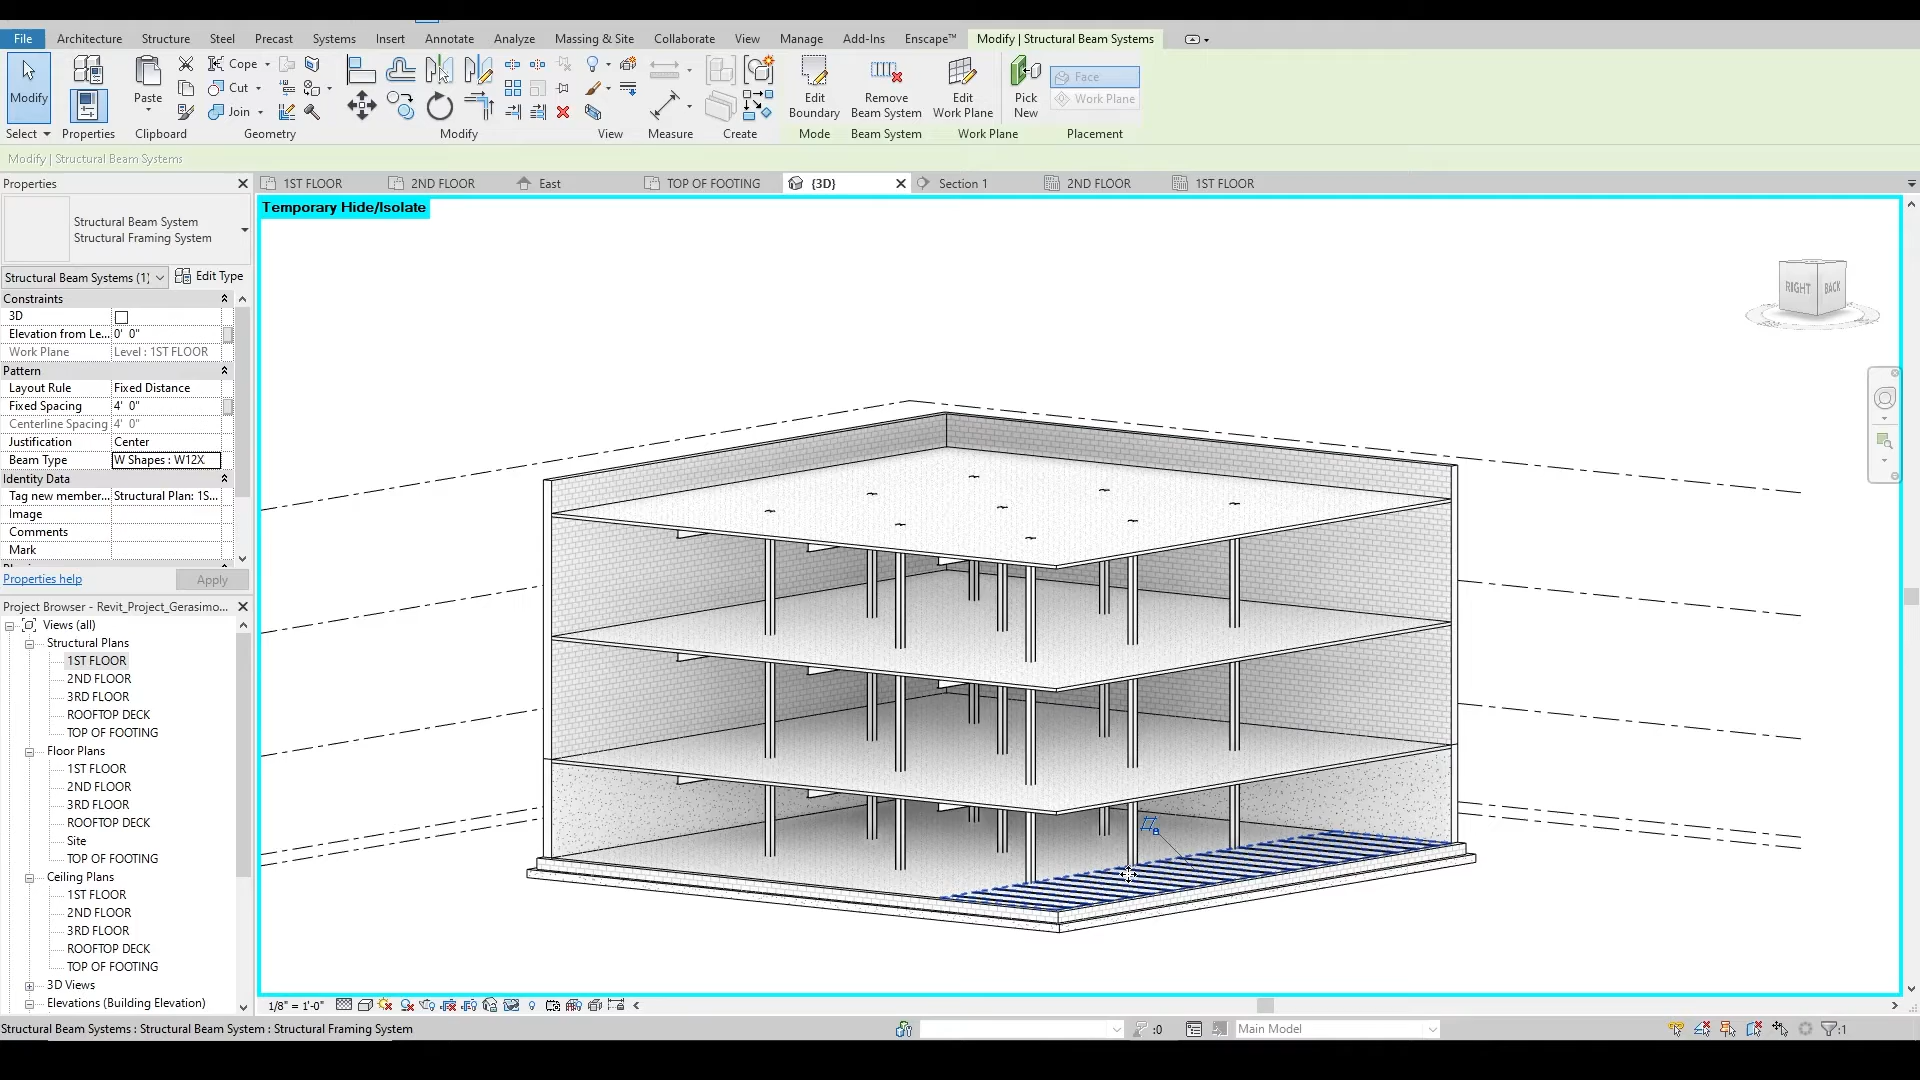 File Architecture Structure Steel Precast Systems Insert Annotate Analyze Massing & Site Collaborate View Manage Add-Ins Enscape™ Modify | Structural Beam Systems
Cope
Cut
Join
Face
Work Plane
Modify Paste Edit Boundary Remove Beam System Edit Work Plane Pick New
Select Properties Clipboard Geometry Modify View Measure Create Mode Beam System Work Plane Placement
Modify | Structural Beam Systems
Properties
1ST FLOOR 2ND FLOOR East TOP OF FOOTING {3D} Section 1 2ND FLOOR 1ST FLOOR
Temporary Hide/Isolate
Structural Beam System
Structural Framing System
Structural Beam Systems (1) Edit Type
Constraints
3D
Elevation from Le... 0' 0"
Work Plane Level : 1ST FLOOR
Pattern
Layout Rule Fixed Distance
Fixed Spacing 4' 0"
Centerline Spacing 4' 0"
Justification Center
Beam Type W Shapes : W12X
Identity Data
Tag new member... Structural Plan: 1S...
Image
Comments
Mark
Properties help Apply
RIGHT BACK
Project Browser - Revit_Project_Gerasimo...
Views (all)
Structural Plans
1ST FLOOR
2ND FLOOR
3RD FLOOR
ROOFTOP DECK
TOP OF FOOTING
Floor Plans
1ST FLOOR
2ND FLOOR
3RD FLOOR
ROOFTOP DECK
Site
TOP OF FOOTING
Ceiling Plans
1ST FLOOR
2ND FLOOR
3RD FLOOR
ROOFTOP DECK
TOP OF FOOTING
3D Views
Elevations (Building Elevation)
1/8" = 1'-0"
Structural Beam Systems : Structural Beam System : Structural Framing System :0 Main Model :1